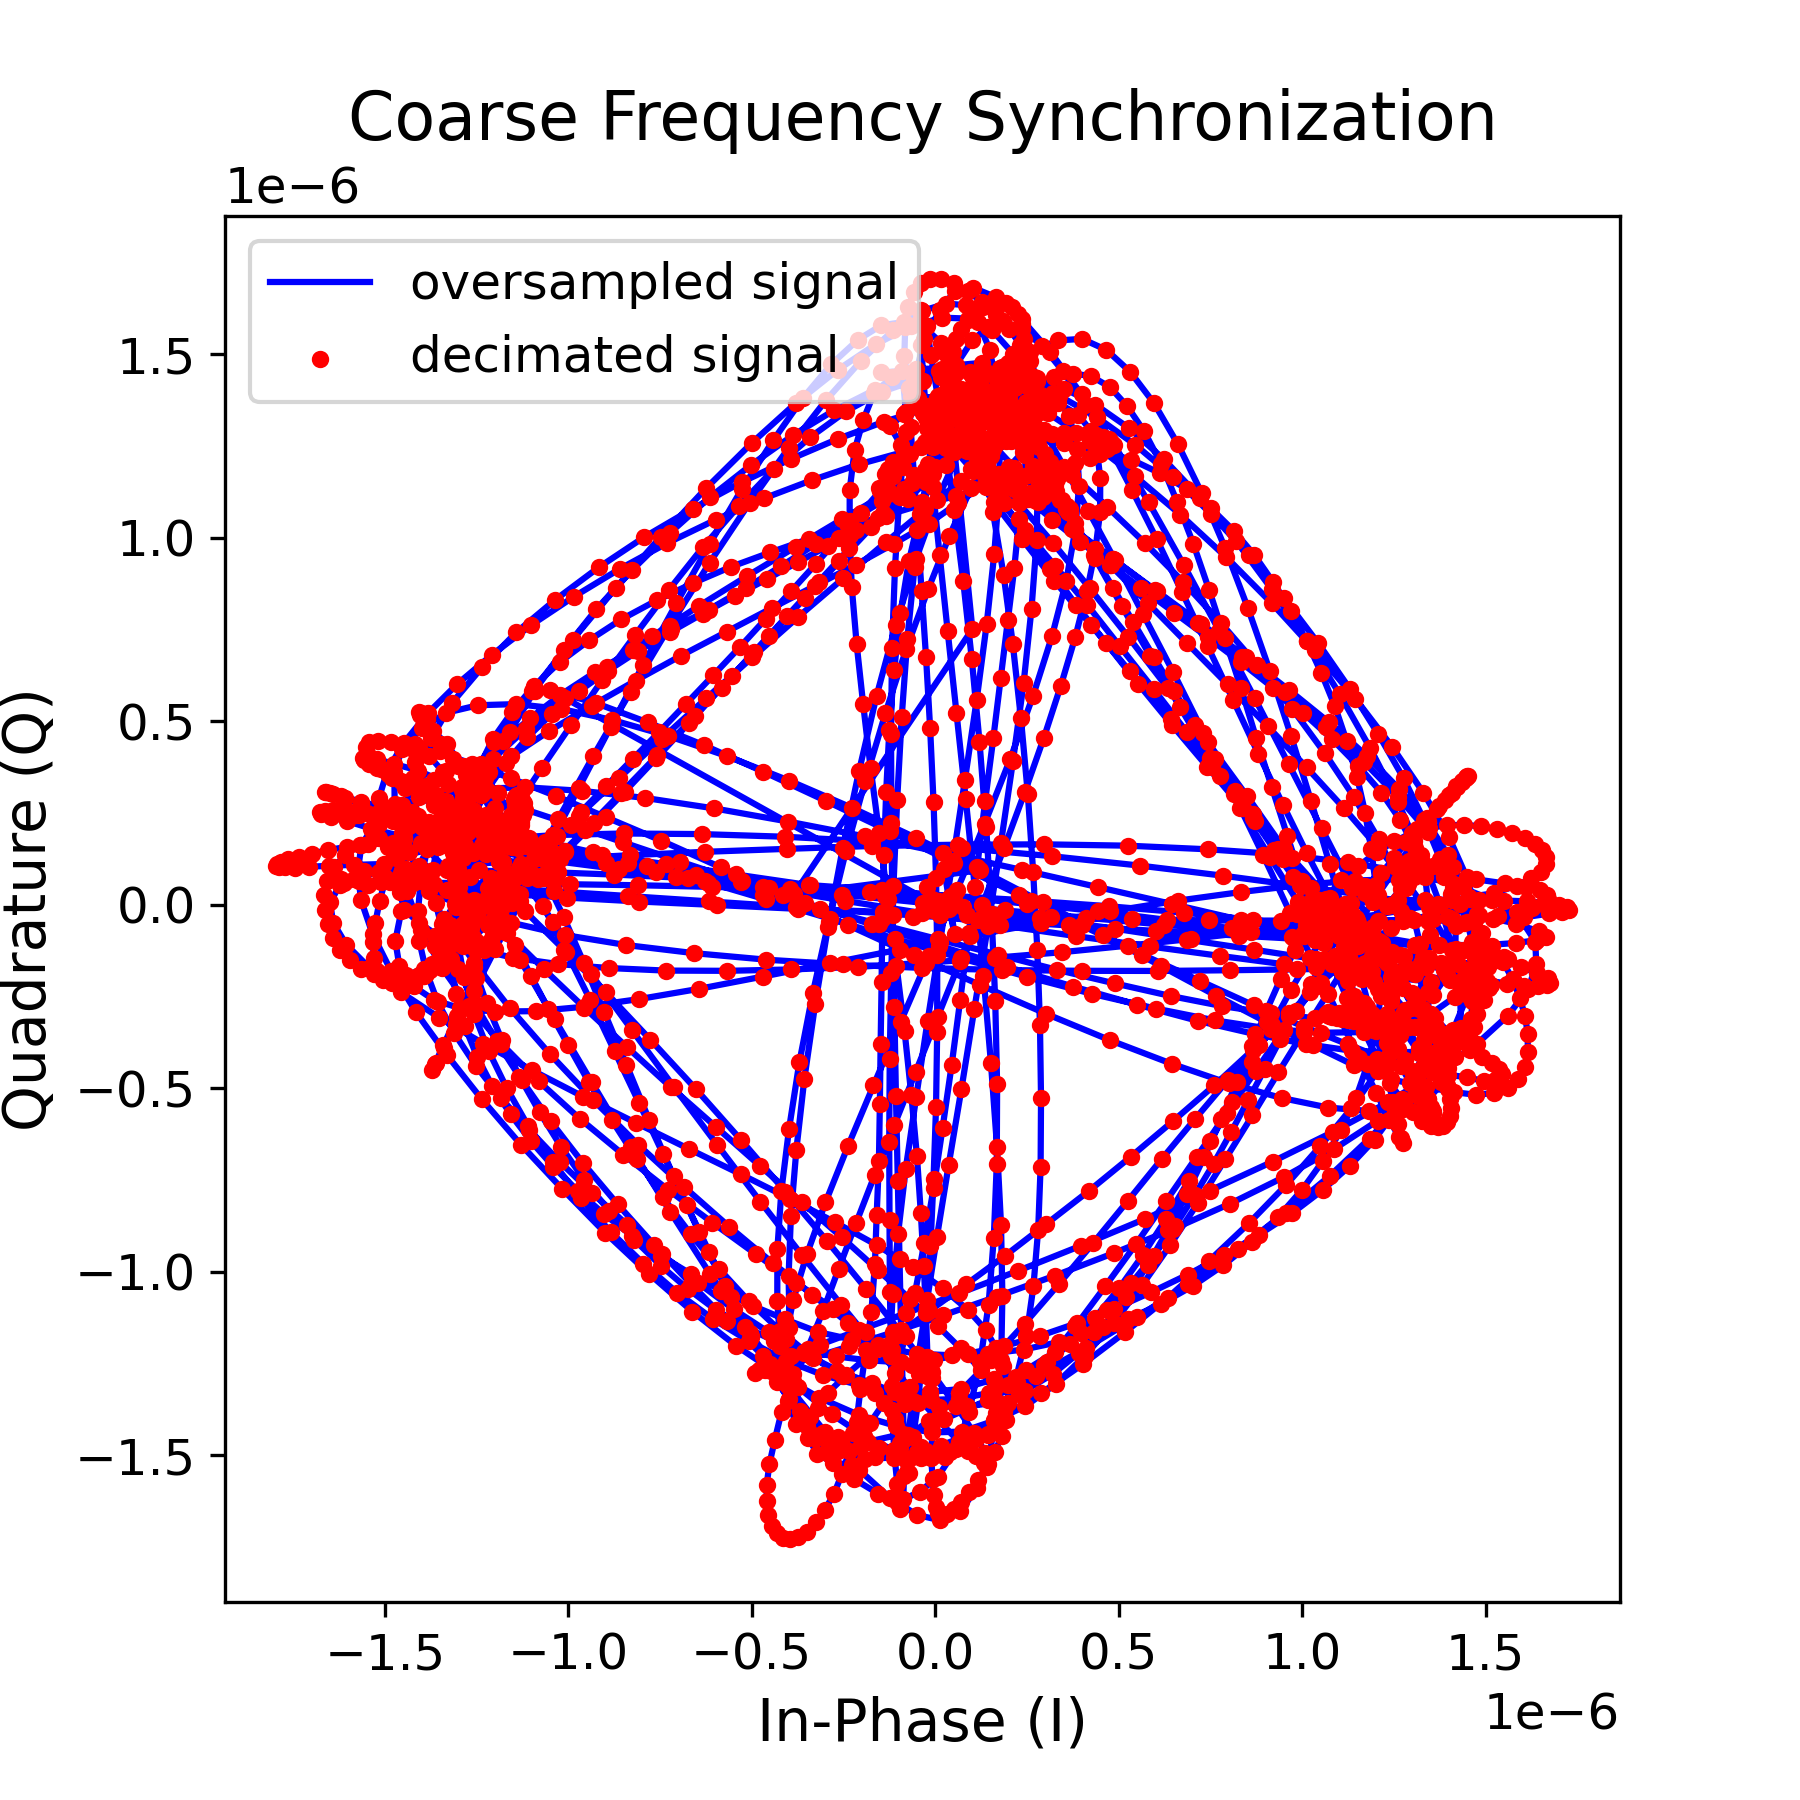 Coarse Frequency Synchronization
1e−6
oversampled signal
decimated signal
1.5
1.0
0.5
0.0
−0.5
−1.0
−1.5
Quadrature (Q)
−1.5 −1.0 −0.5 0.0 0.5 1.0 1.5
In-Phase (I)
1e−6